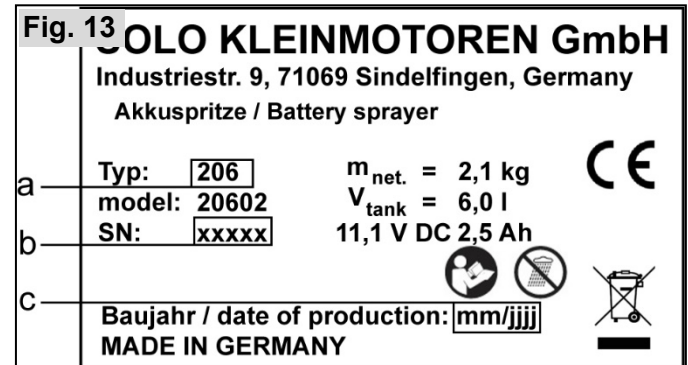 Fig. 13
SOLO KLEINMOTOREN GmbH
Industriestr. 9, 71069 Sindelfingen, Germany
Akkuspritze / Battery sprayer
CE
a
Typ: 206 m net. = 2,1 kg
model: 20602 V tank = 6,0 l
b
SN: xxxxx 11,1 V DC 2,5 Ah
c
Baujahr / date of production: mm/jjjj
MADE IN GERMANY